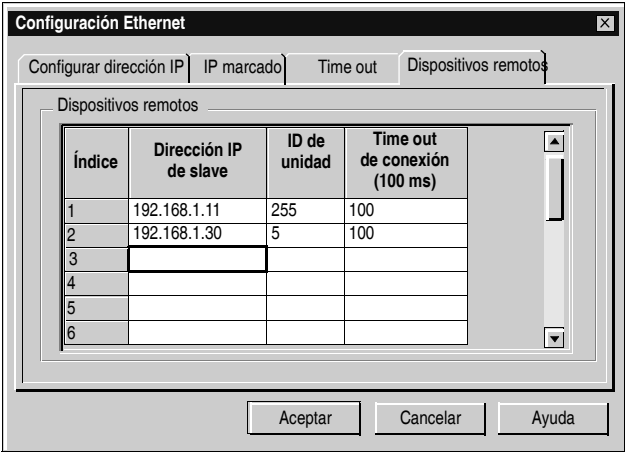 Configuración Ethernet
Configurar dirección IP IP marcado Time out Dispositivos remotos
Dispositivos remotos
Índice Dirección IP de slave ID de unidad Time out de conexión (100 ms)
1 192.168.1.11 255 100
2 192.168.1.30 5 100
3
4
5
6
Aceptar Cancelar Ayuda